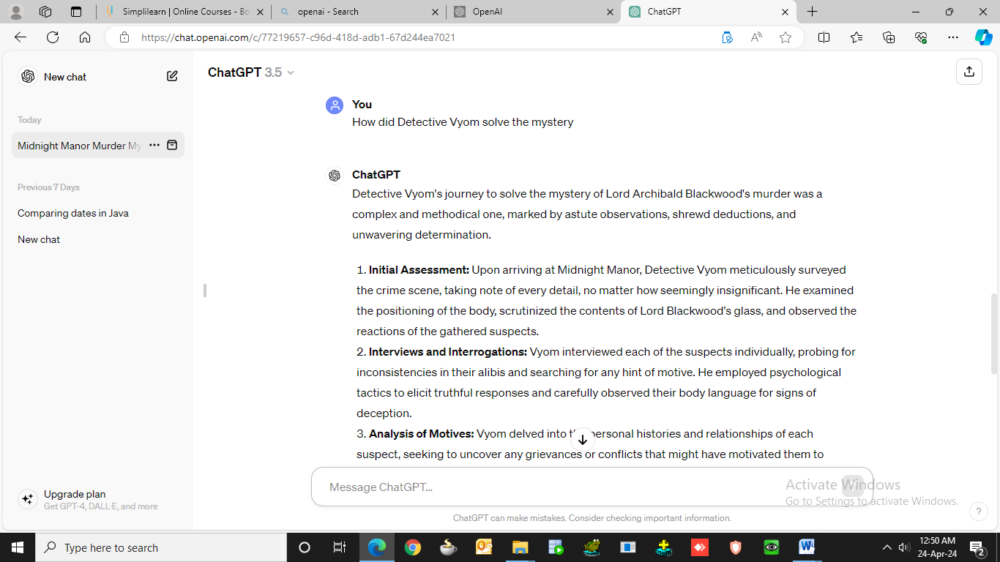 Simplilearn | Online Courses - Bo
openai - Search
OpenAI
ChatGPT
https://chat.openai.com/c/77219657-c96d-418d-adb1-67d244ea7021
New chat
Today
Midnight Manor Murder My
Previous 7 Days
Comparing dates in Java
New chat
Upgrade plan
Get GPT-4, DALL·E, and more
ChatGPT 3.5
You
How did Detective Vyom solve the mystery
ChatGPT
Detective Vyom's journey to solve the mystery of Lord Archibald Blackwood's murder was a
complex and methodical one, marked by astute observations, shrewd deductions, and
unwavering determination.
1. Initial Assessment: Upon arriving at Midnight Manor, Detective Vyom meticulously surveyed
the crime scene, taking note of every detail, no matter how seemingly insignificant. He examined
the positioning of the body, scrutinized the contents of Lord Blackwood's glass, and observed the
reactions of the gathered suspects.
2. Interviews and Interrogations: Vyom interviewed each of the suspects individually, probing for
inconsistencies in their alibis and searching for any hint of motive. He employed psychological
tactics to elicit truthful responses and carefully observed their body language for signs of
deception.
3. Analysis of Motives: Vyom delved into personal histories and relationships of each
suspect, seeking to uncover any grievances or conflicts that might have motivated them to
Message ChatGPT...
Activate Windows
Go to Settings to activate Windows.
ChatGPT can make mistakes. Consider checking important information.
?
Type here to search
12:50 AM
24-Apr-24
2